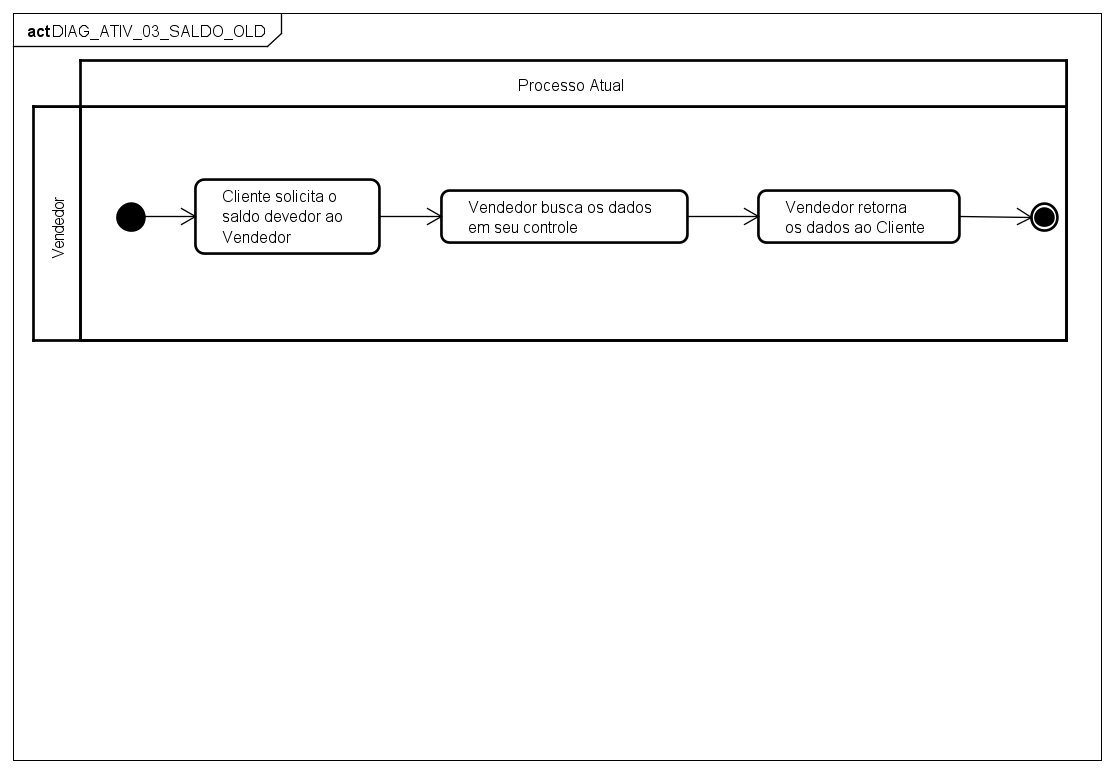 act DIAG_ATIV_03_SALDO_OLD
Processo Atual
Vendedor
Cliente solicita o
saldo devedor ao
Vendedor
Vendedor busca os dados
em seu controle
Vendedor retorna
os dados ao Cliente